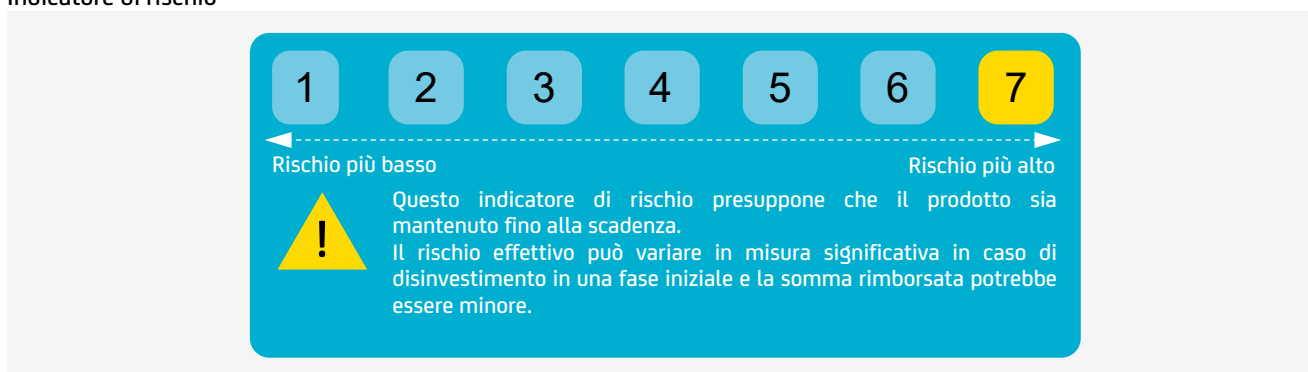 Indicatore di rischio
1 2 3 4 5 6 7
Rischio più basso Rischio più alto
! Questo indicatore di rischio presuppone che il prodotto sia
mantenuto fino alla scadenza.
Il rischio effettivo può variare in misura significativa in caso di
disinvestimento in una fase iniziale e la somma rimborsata potrebbe
essere minore.